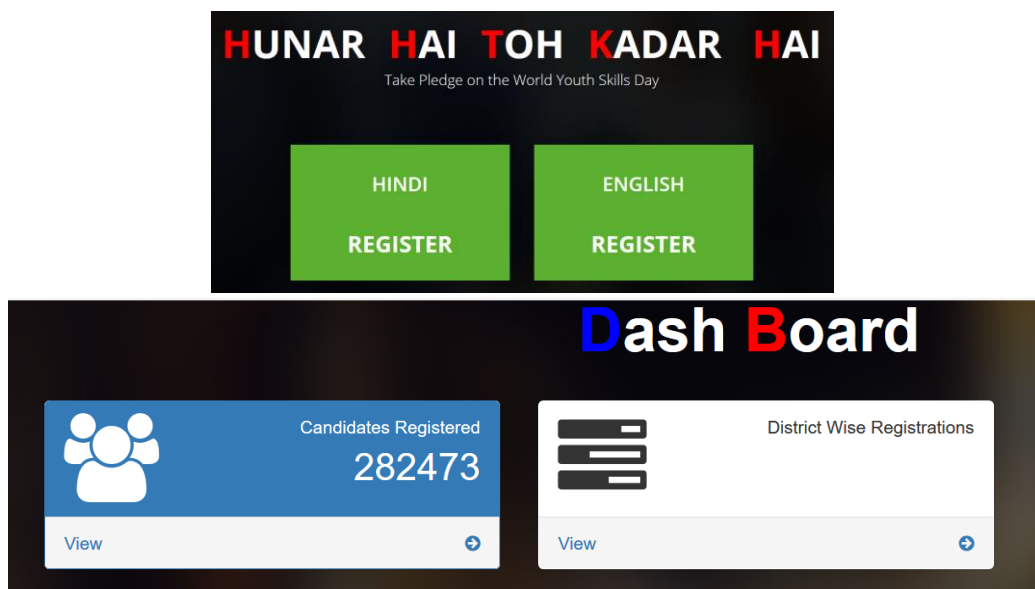 HUNAR HAI TOH KADAR HAI
Take Pledge on the World Youth Skills Day
HINDI
REGISTER
ENGLISH
REGISTER
Dash Board
Candidates Registered
282473
View
District Wise Registrations
View